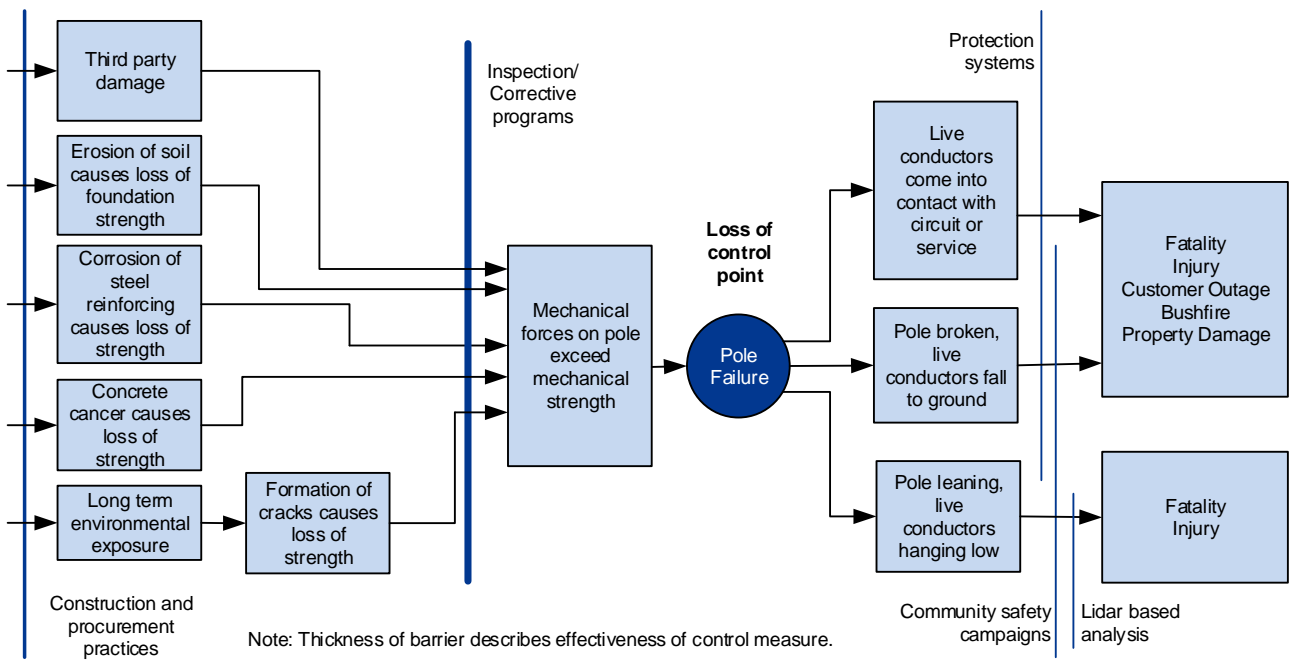 Third party
damage
Erosion of soil
causes loss of
foundation
strength
Corrosion of
steel
reinforcing
causes loss of
strength
Concrete
cancer causes
loss of
strength
Long term
environmental
exposure
Formation of
cracks causes
loss of
strength
Construction and
procurement
practices
Inspection/
Corrective
programs
Mechanical
forces on pole
exceed
mechanical
strength
Loss of
control
point
Pole
Failure
Protection
systems
Live
conductors
come into
contact with
circuit or
service
Pole broken,
live
conductors fall
to ground
Pole leaning,
live
conductors
hanging low
Fatality
Injury
Customer Outage
Bushfire
Property Damage
Fatality
Injury
Community safety
campaigns
Lidar based
analysis
Note: Thickness of barrier describes effectiveness of control measure.